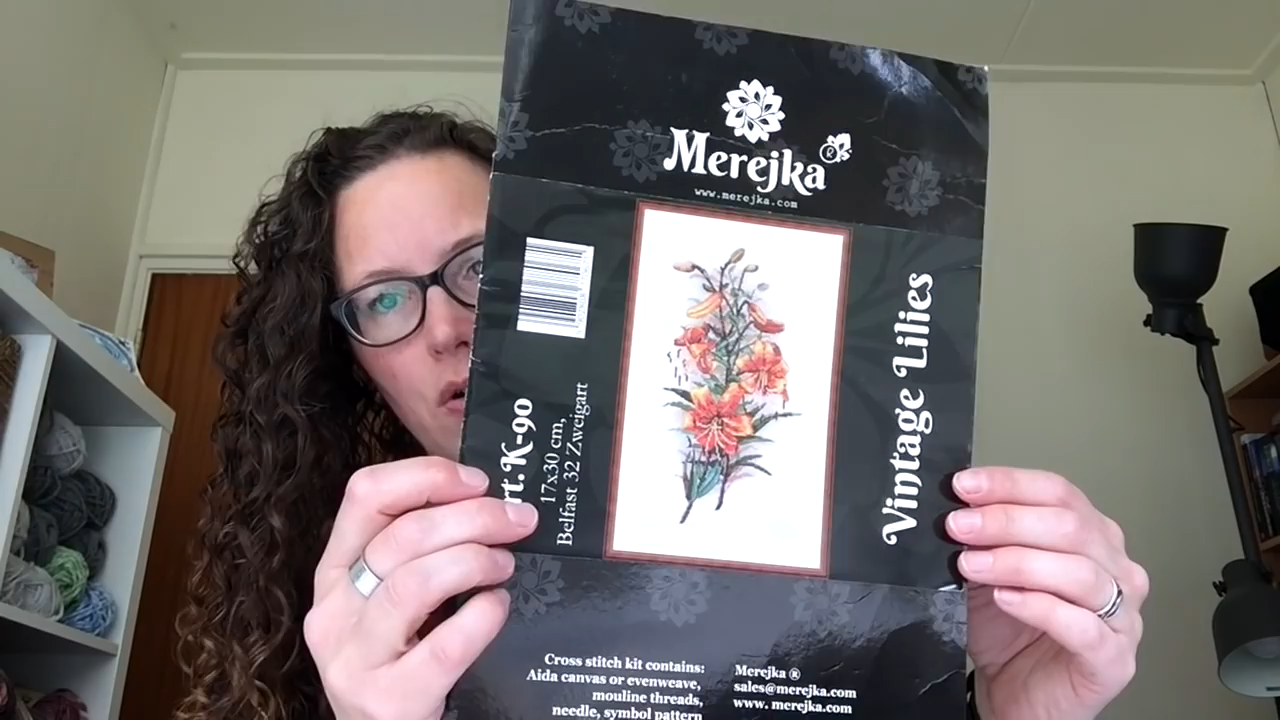 Merejka
®
www.merejka.com
rt. K-90
17x30 cm,
Belfast 32 Zweigart
Vintage Lilies
Cross stitch kit contains:
Aida canvas or evenweave,
mouline threads,
needle, symbol pattern
Merejka ®
sales@merejka.com
www. merejka.com